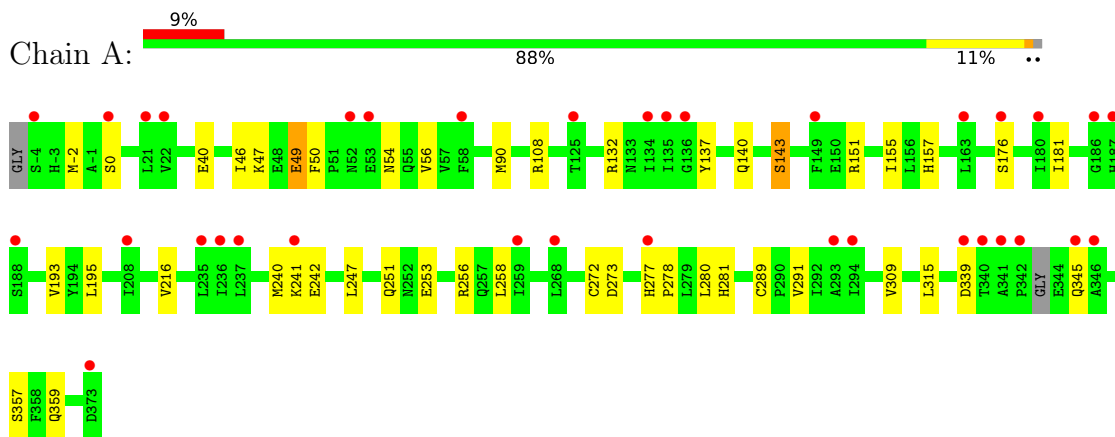 9%
Chain A:
88% 11% ..
GLY S-4 H-3 M-2 A-1 S0 L21 V22 E40 I46 K47 E48 E49 F50 P51 N52 E53 N54 Q55 V56 V57 F58 M90 R108 T125 R132 N133 I134 I135 G136 Y137 Q140 S143 F149 E150 R151 I155 L156 H157 L163 S176 I180 I181 G186 H187
S188 V193 Y194 L195 I208 V216 L235 I236 L237 M240 K241 E242 L247 Q251 N252 E253 R256 Q257 L258 I259 L268 C272 D273 H277 P278 L279 L280 H281 C289 P290 V291 I292 A293 I294 V309 L315 D339 T340 A341 P342 GLY E344 Q345 A346
S357 F358 Q359 D373